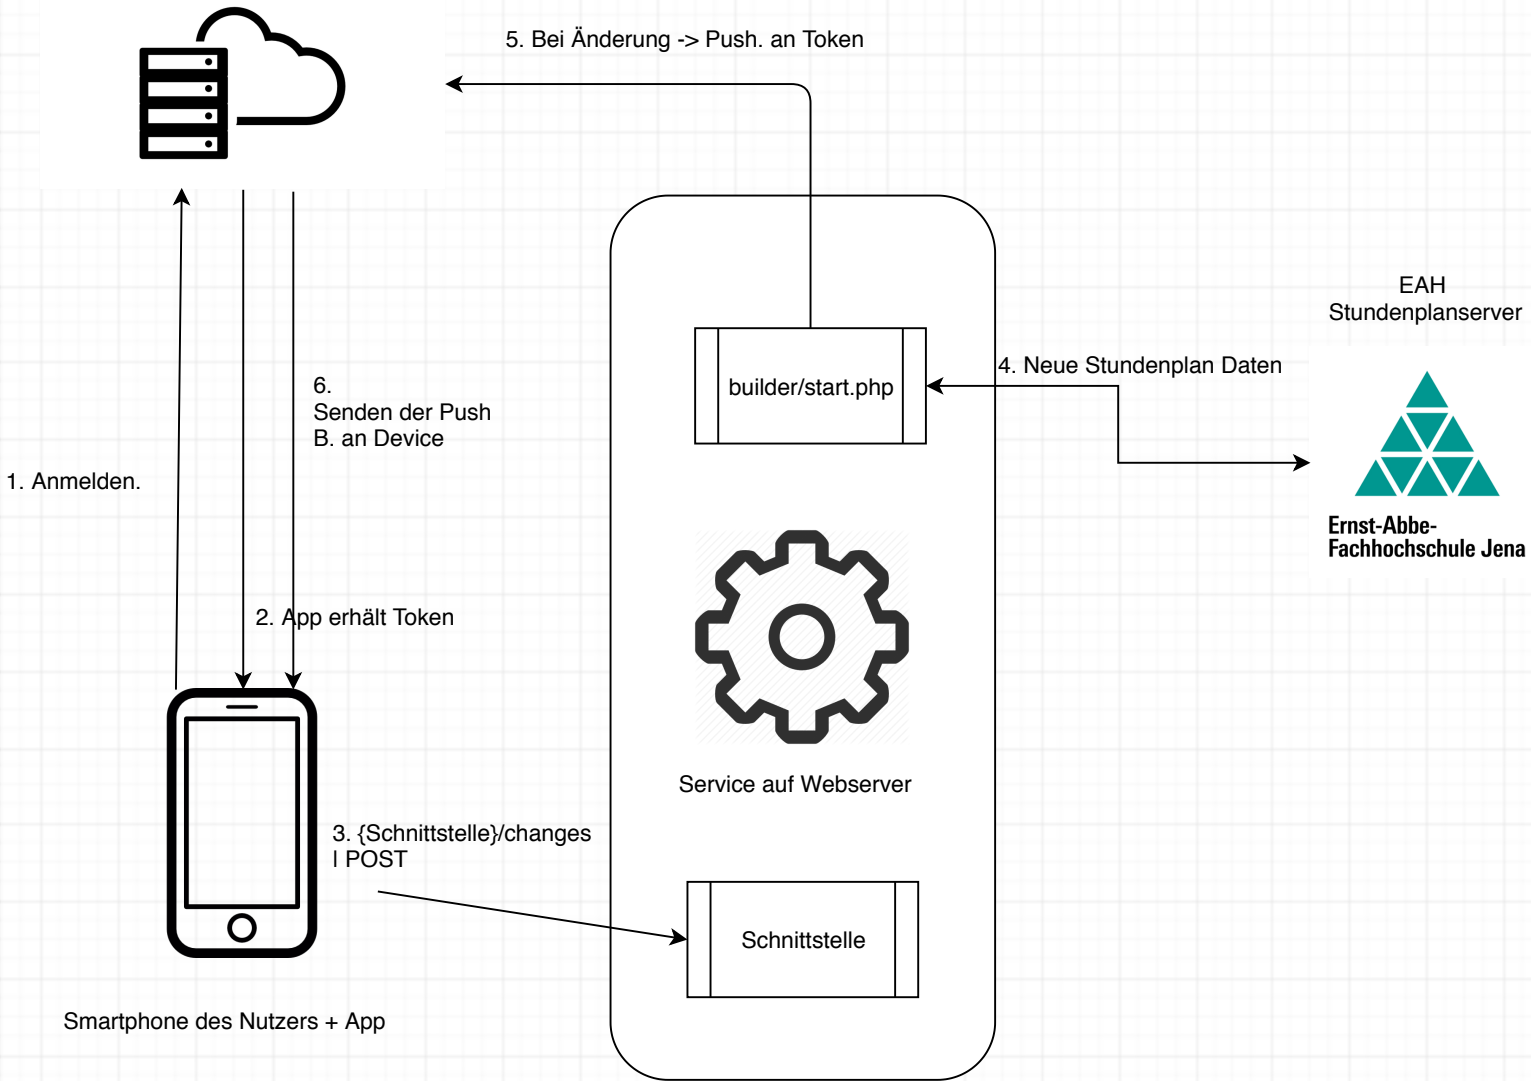 5. Bei Änderung -> Push. an Token
EAH
Stundenplanserver
4. Neue Stundenplan Daten
builder/start.php
6.
Senden der Push
B. an Device
1. Anmelden.
Ernst-Abbe-
Fachhochschule Jena
2. App erhält Token
Service auf Webserver
3. {Schnittstelle}/changes
| POST
Schnittstelle
Smartphone des Nutzers + App